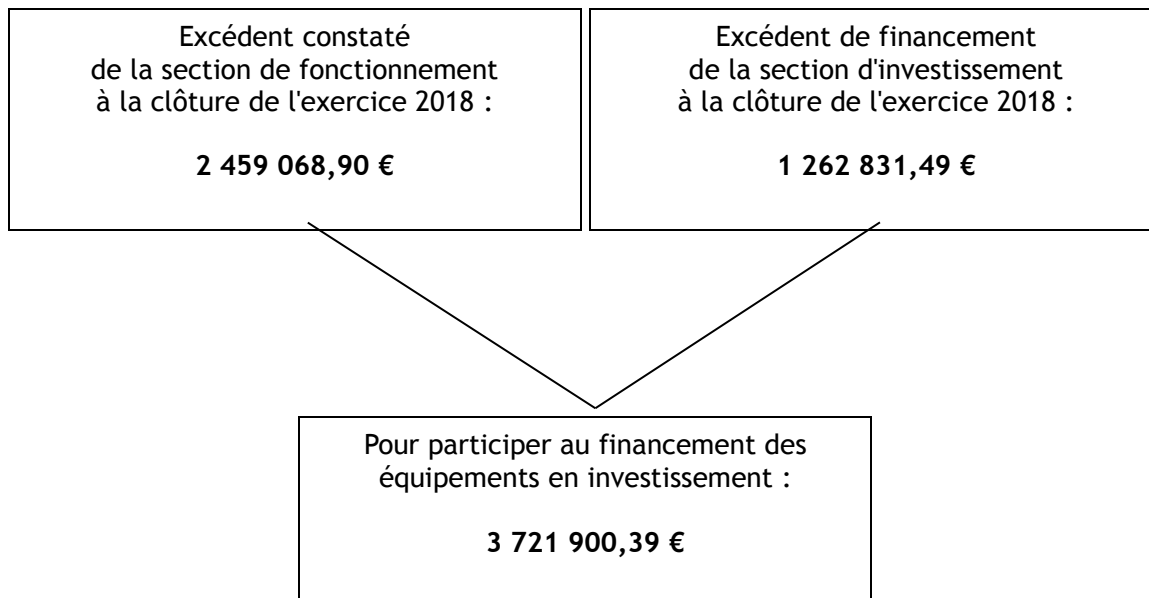 Excédent constaté
de la section de fonctionnement
à la clôture de l'exercice 2018 :
2 459 068,90 €
Excédent de financement
de la section d'investissement
à la clôture de l'exercice 2018 :
1 262 831,49 €
Pour participer au financement des
équipements en investissement :
3 721 900,39 €